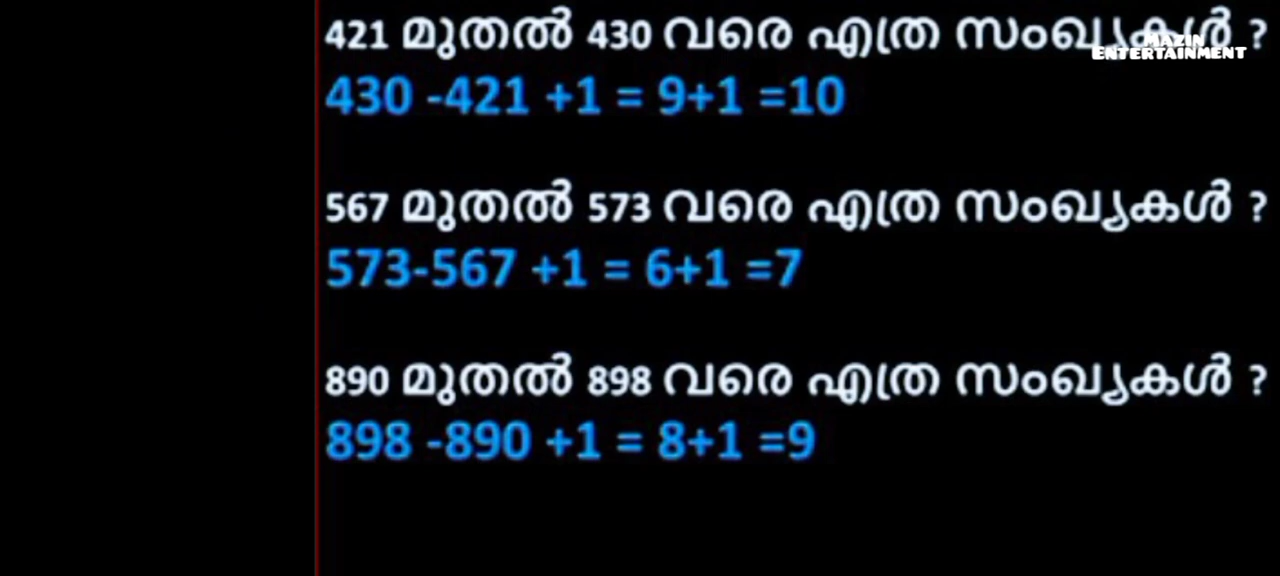 421 മുതൽ 430 വരെ എത്ര സംഖ്യകൾ ?
MAZIN
ENTERTAINMENT
430 -421 +1 = 9+1 =10
567 മുതൽ 573 വരെ എത്ര സംഖ്യകൾ ?
573-567 +1 = 6+1 =7
890 മുതൽ 898 വരെ എത്ര സംഖ്യകൾ ?
898 -890 +1 = 8+1 =9